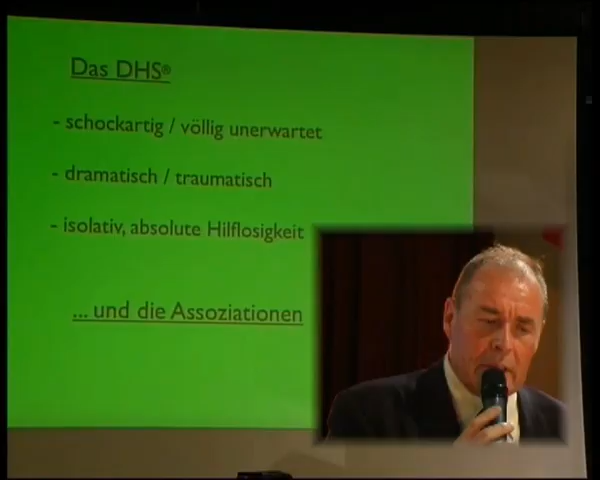 Das DHS®
- schockartig / völlig unerwartet
- dramatisch / traumatisch
- isolativ, absolute Hilflosigkeit
... und die Assoziationen